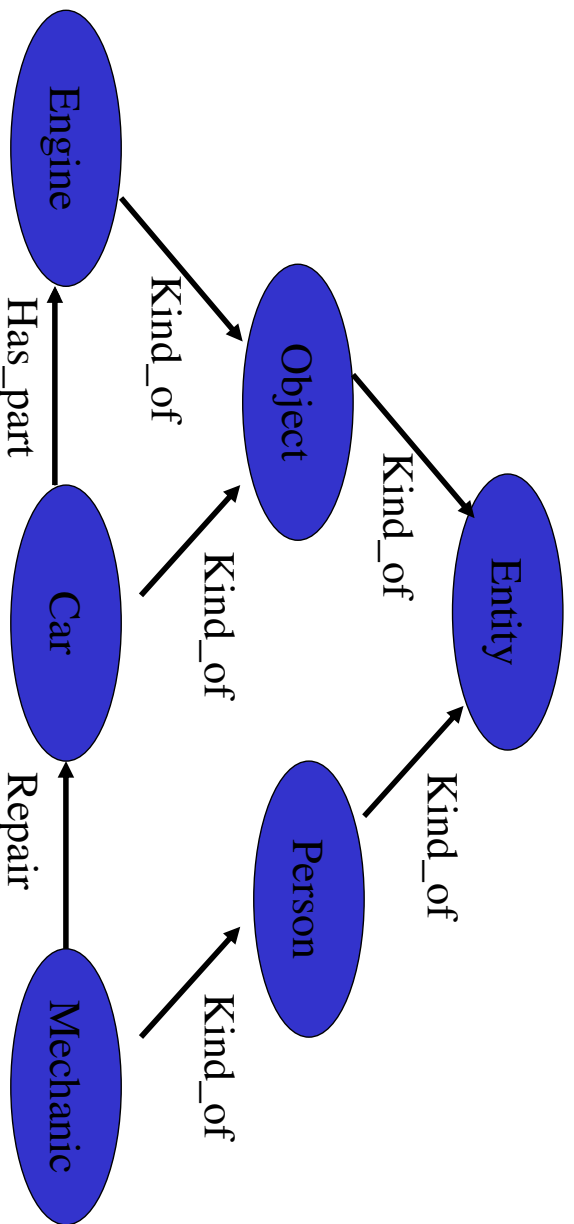 Entity
Kind_of
Kind_of
Object
Person
Kind_of
Kind_of
Kind_of
Engine
Car
Mechanic
Has_part
Repair